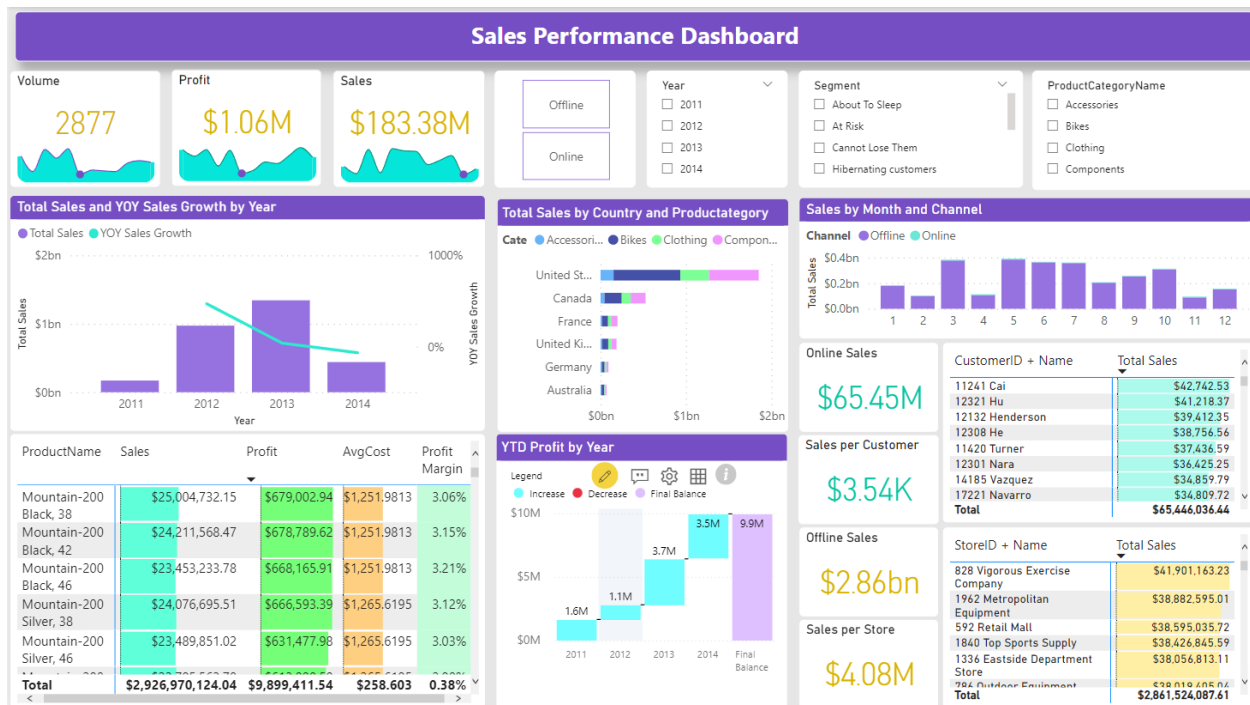 Sales Performance Dashboard
Volume
2877
Profit
$1.06M
Sales
$183.38M
Offline
Online
Year
2011
2012
2013
2014
Segment
About To Sleep
At Risk
Cannot Lose Them
Hibernating customers
ProductCategoryName
Accessories
Bikes
Clothing
Components
Total Sales and YOY Sales Growth by Year
Total Sales YOY Sales Growth
$2bn
$1bn
$0bn
Total Sales
1000%
0%
YOY Sales Growth
2011 2012 2013 2014
Year
Total Sales by Country and Productategory
Cate Accessori... Bikes Clothing Compon...
United St...
Canada
France
United Ki...
Germany
Australia
$0bn $1bn $2bn
Sales by Month and Channel
Channel Offline Online
Total Sales
$0.4bn
$0.2bn
$0.0bn
1 2 3 4 5 6 7 8 9 10 11 12
ProductName Sales Profit AvgCost Profit
Margin
Mountain-200 $25,004,732.15 $679,002.94 $1,251.9813 3.06%
Black, 38
Mountain-200 $24,211,568.47 $678,789.62 $1,251.9813 3.15%
Black, 42
Mountain-200 $23,453,233.78 $668,165.91 $1,251.9813 3.21%
Black, 46
Mountain-200 $24,076,695.51 $666,593.39 $1,265.6195 3.12%
Silver, 38
Mountain-200 $23,489,851.02 $631,477.98 $1,265.6195 3.03%
Silver, 46
Total $2,926,970,124.04 $9,899,411.54 $258.603 0.38%
YTD Profit by Year
Legend
Increase Decrease Final Balance
$10M
$5M
$0M
1.6M
1.1M
3.7M
3.5M
9.9M
2011 2012 2013 2014 Final
Balance
Online Sales
$65.45M
Sales per Customer
$3.54K
Offline Sales
$2.86bn
Sales per Store
$4.08M
CustomerID + Name Total Sales
11241 Cai $42,742.53
12321 Hu $41,218.37
12132 Henderson $39,412.35
12308 He $38,756.56
11420 Turner $37,436.59
12301 Nara $36,425.25
14185 Vazquez $34,859.79
17221 Navarro $34,809.72
Total $65,446,036.44
StoreID + Name Total Sales
828 Vigorous Exercise $41,901,163.23
Company
1962 Metropolitan $38,882,595.01
Equipment
592 Retail Mall $38,595,035.72
1840 Top Sports Supply $38,426,845.59
1336 Eastside Department $38,056,813.11
Store
786 Outdoor Equipment
Total $2,861,524,087.61